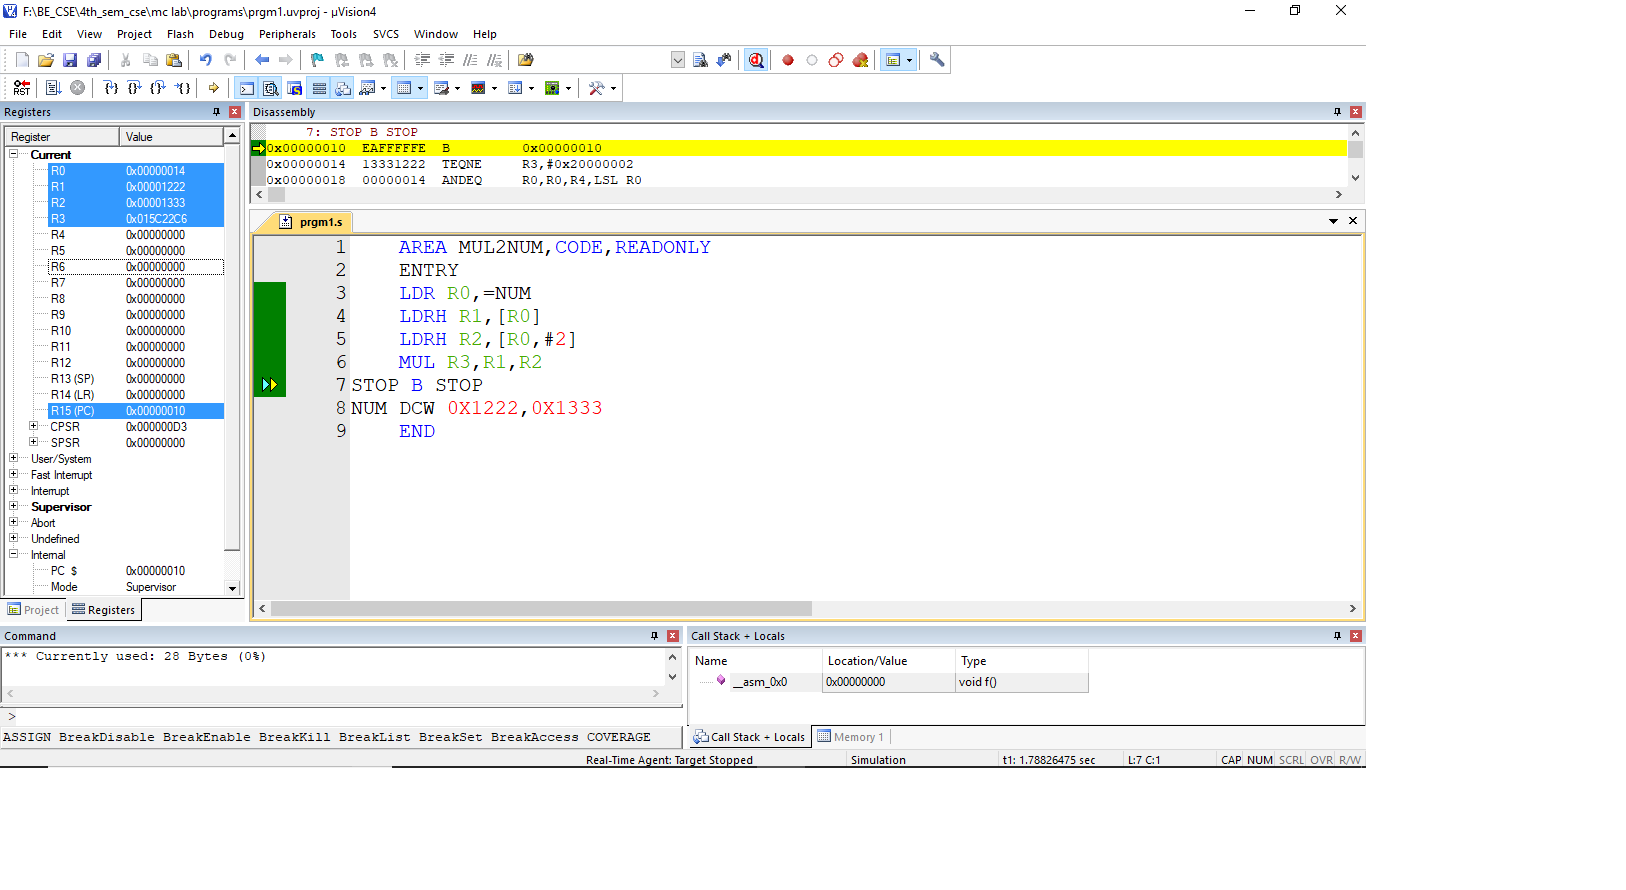 F:\BE_CSE\4th_sem_cse\mc lab\programs\prgm1.uvproj - µVision4
File Edit View Project Flash Debug Peripherals Tools SVCS Window Help
RST
Registers
Register Value
Current
R0 0x00000014
R1 0x00001222
R2 0x00001333
R3 0x015C22C6
R4 0x00000000
R5 0x00000000
R6 0x00000000
R7 0x00000000
R8 0x00000000
R9 0x00000000
R10 0x00000000
R11 0x00000000
R12 0x00000000
R13 (SP) 0x00000000
R14 (LR) 0x00000000
R15 (PC) 0x00000010
CPSR 0x000000D3
SPSR 0x00000000
User/System
Fast Interrupt
Interrupt
Supervisor
Abort
Undefined
Internal
PC $ 0x00000010
Mode Supervisor
Project Registers
Disassembly
7: STOP B STOP
0x00000010 EAFFFFFE B 0x00000010
0x00000014 13331222 TEQNE R3,#0x20000002
0x00000018 00000014 ANDEQ R0,R0,R4,LSL R0
prgm1.s
1 AREA MUL2NUM,CODE,READONLY
2 ENTRY
3 LDR R0,=NUM
4 LDRH R1,[R0]
5 LDRH R2,[R0,#2]
6 MUL R3,R1,R2
7 STOP B STOP
8 NUM DCW 0X1222,0X1333
9 END
Command
*** Currently used: 28 Bytes (0%)
>
ASSIGN BreakDisable BreakEnable BreakKill BreakList BreakSet BreakAccess COVERAGE
Call Stack + Locals
Name Location/Value Type
__asm_0x0 0x00000000 void f()
Call Stack + Locals Memory 1
Real-Time Agent: Target Stopped Simulation t1: 1.78826475 sec L:7 C:1 CAP NUM SCRL OVR R/W